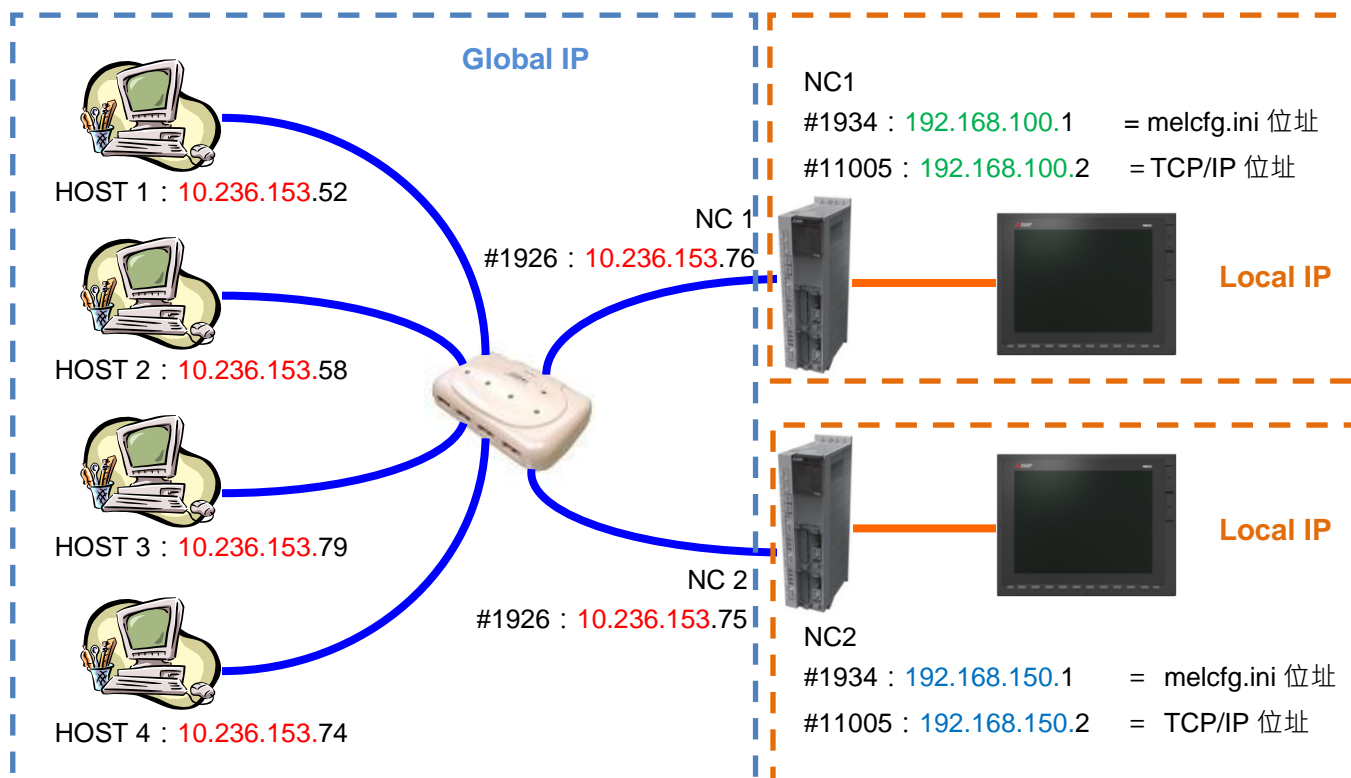 Global IP
HOST 1：10.236.153.52
HOST 2：10.236.153.58
HOST 3：10.236.153.79
HOST 4：10.236.153.74
NC 1
#1926：10.236.153.76
NC 2
#1926：10.236.153.75
NC1
#1934：192.168.100.1 = melcfg.ini 位址
#11005：192.168.100.2 = TCP/IP 位址
Local IP
Local IP
NC2
#1934：192.168.150.1 = melcfg.ini 位址
#11005：192.168.150.2 = TCP/IP 位址